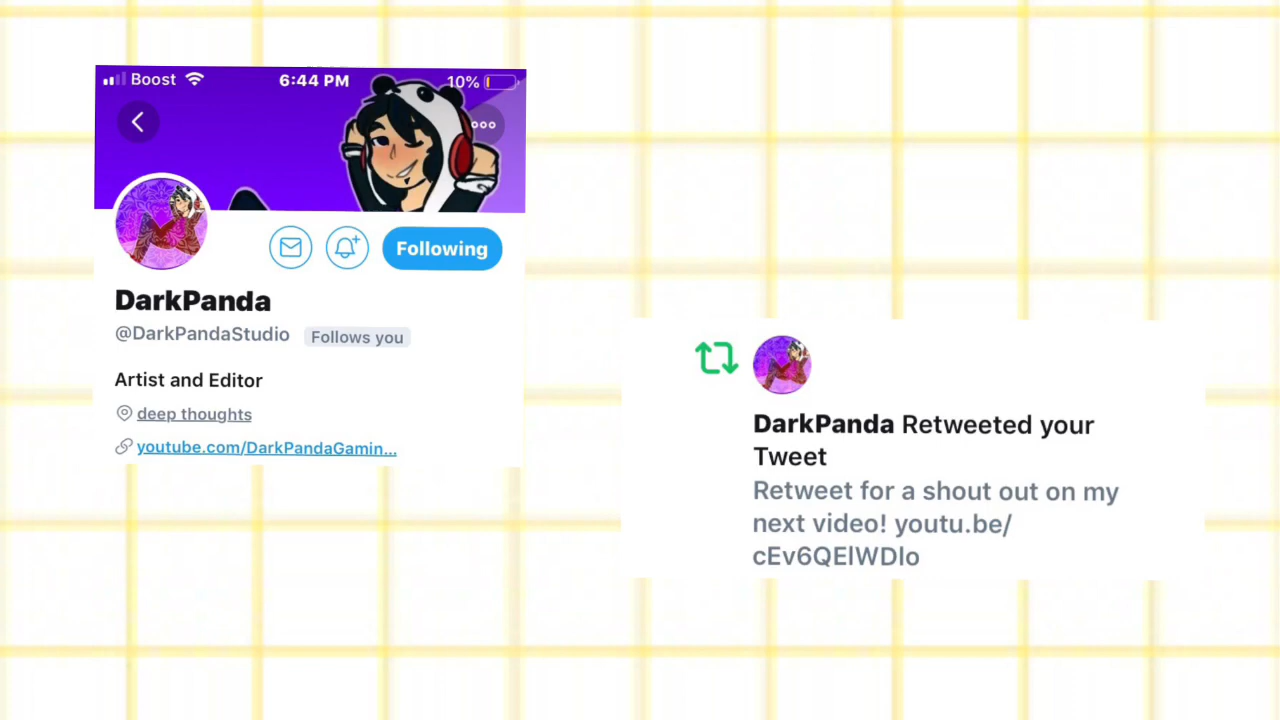 Boost 6:44 PM 10%
Following
DarkPanda
@DarkPandaStudio Follows you
Artist and Editor
deep thoughts
youtube.com/DarkPandaGamin...
DarkPanda Retweeted your
Tweet
Retweet for a shout out on my
next video! youtu.be/
cEv6QElWDlo